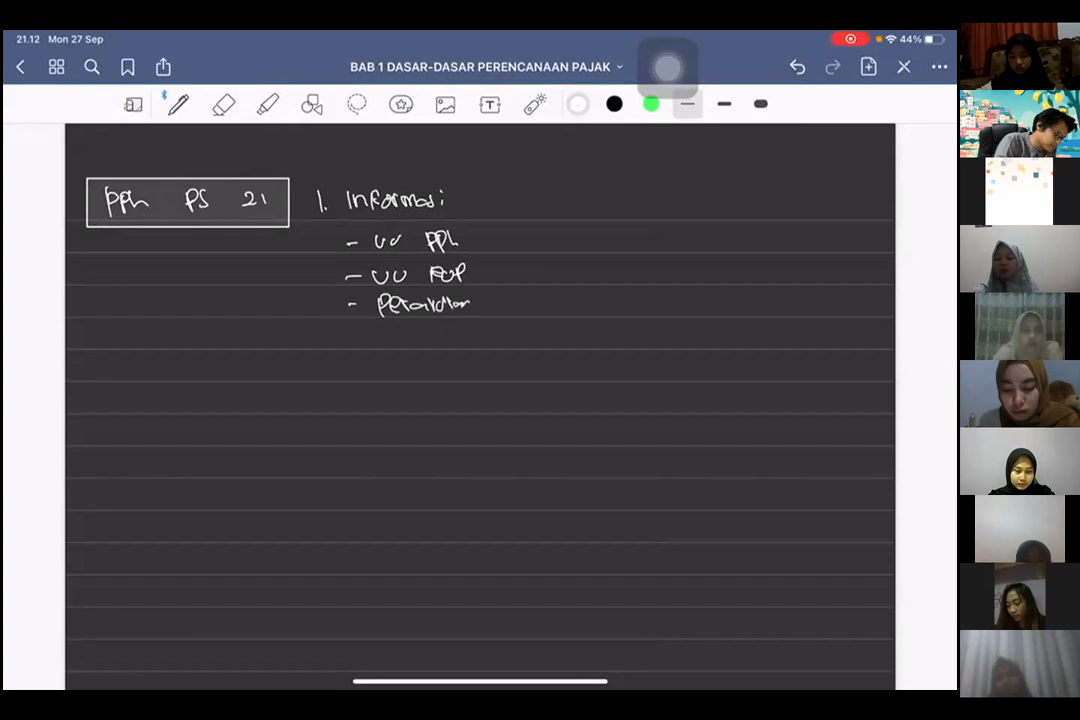 21.12 Mon 27 Sep
44%
BAB 1 DASAR-DASAR PERENCANAAN PAJAK
PPh PS 21
1. Informasi
- UU PPh
- UU KUP
- Peraturan